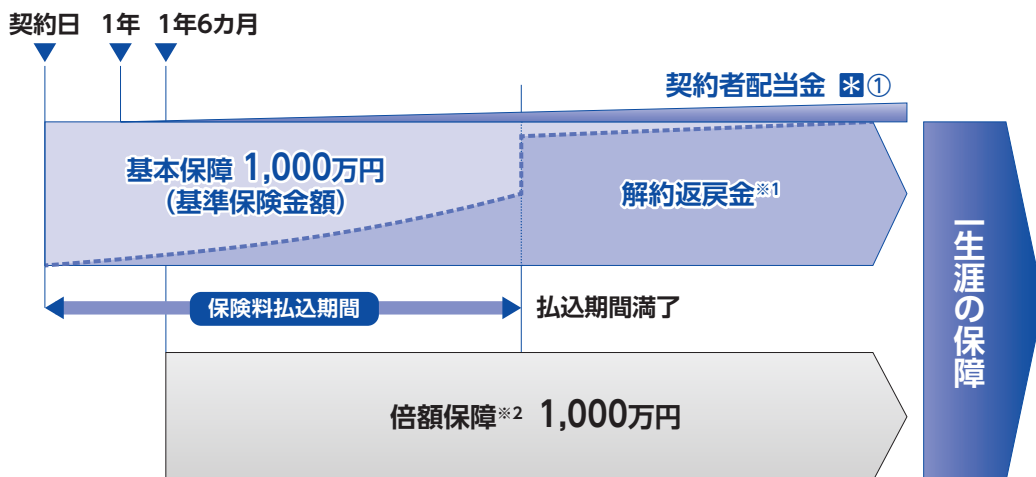 契約日 1年 1年6カ月
契約者配当金 *①
基本保障 1,000万円
(基準保険金額)
解約返戻金※1
保険料払込期間
払込期間満了
倍額保障※2 1,000万円
一生涯の保障